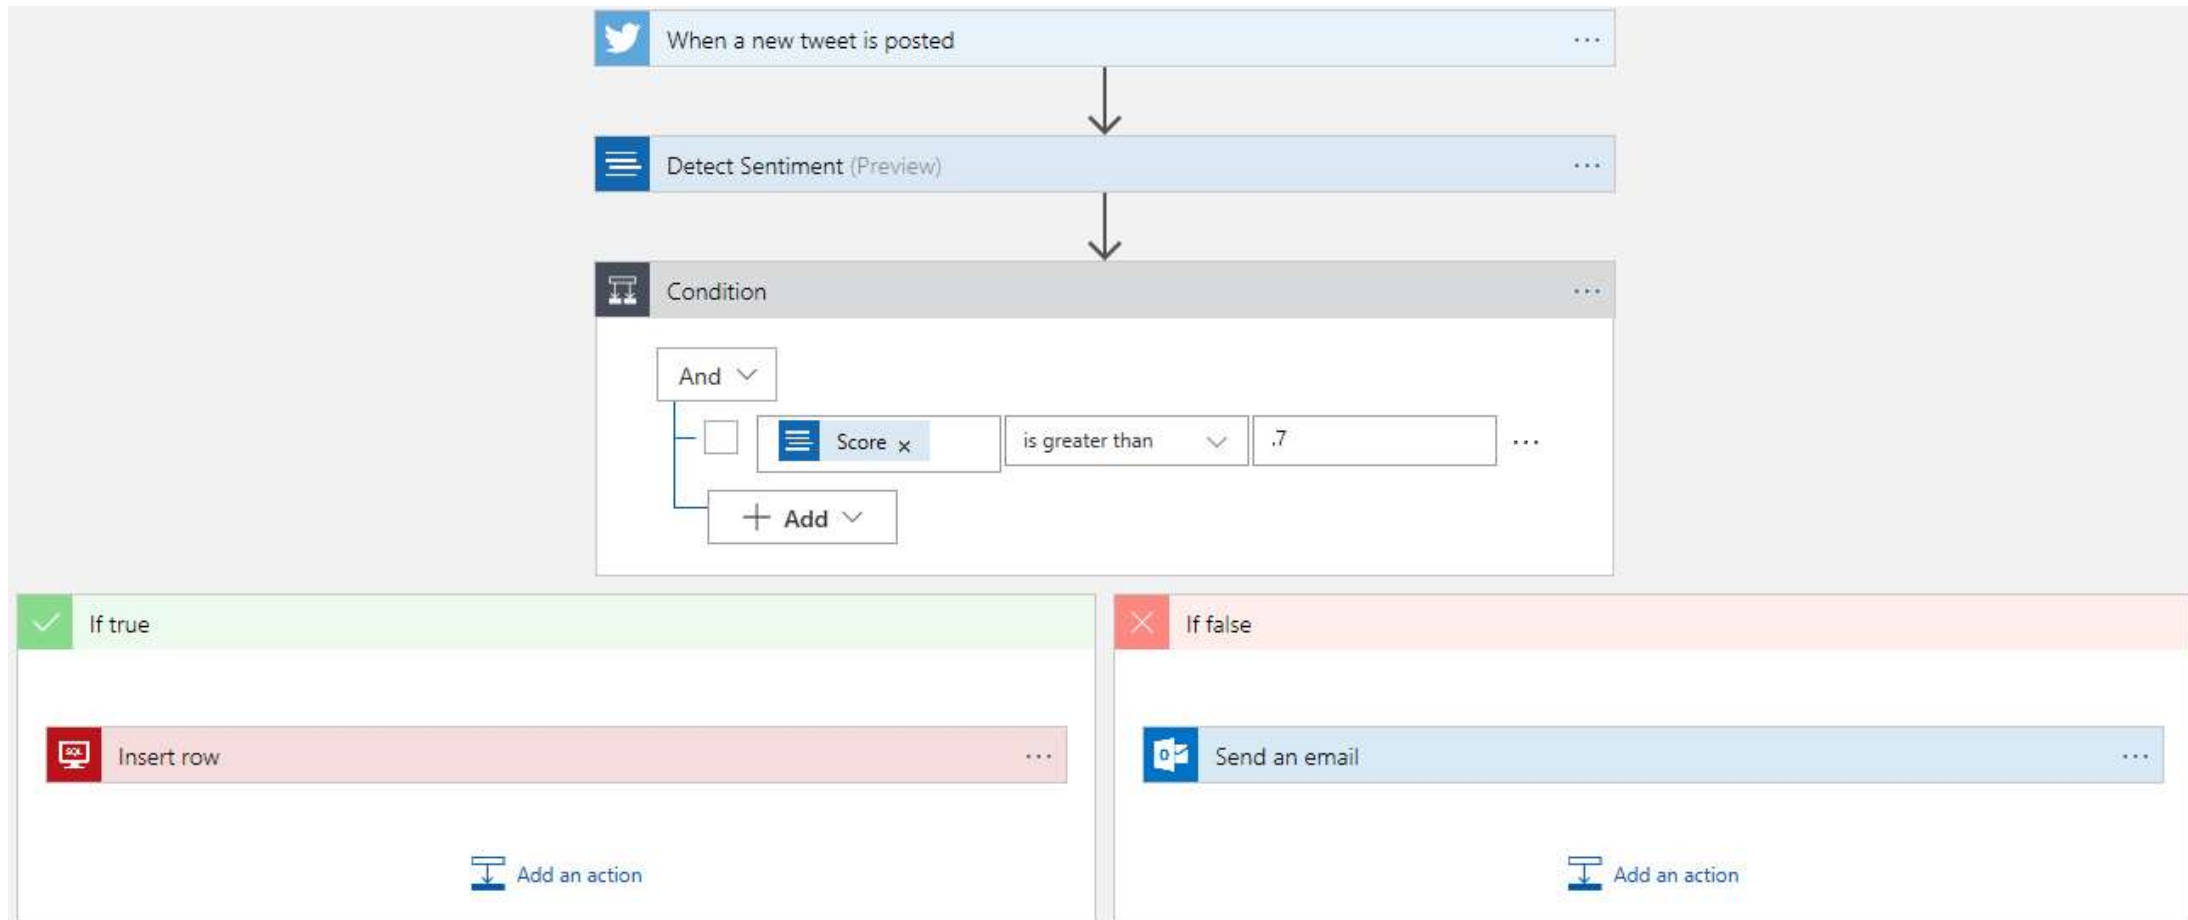 When a new tweet is posted
Detect Sentiment (Preview)
Condition
And
Score × is greater than .7
Add
If true
If false
SQL Insert row
o Send an email
Add an action
Add an action